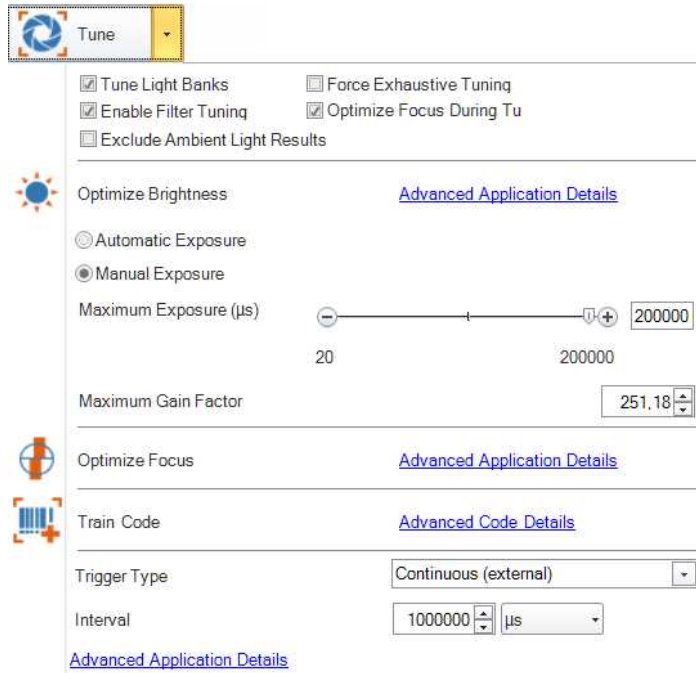 Tune
Tune Light Banks Force Exhaustive Tuning
Enable Filter Tuning Optimize Focus During Tu
Exclude Ambient Light Results
Optimize Brightness Advanced Application Details
Automatic Exposure
Manual Exposure
Maximum Exposure (µs) 200000
20 200000
Maximum Gain Factor 251,18
Optimize Focus Advanced Application Details
Train Code Advanced Code Details
Trigger Type Continuous (external)
Interval 1000000 µs
Advanced Application Details